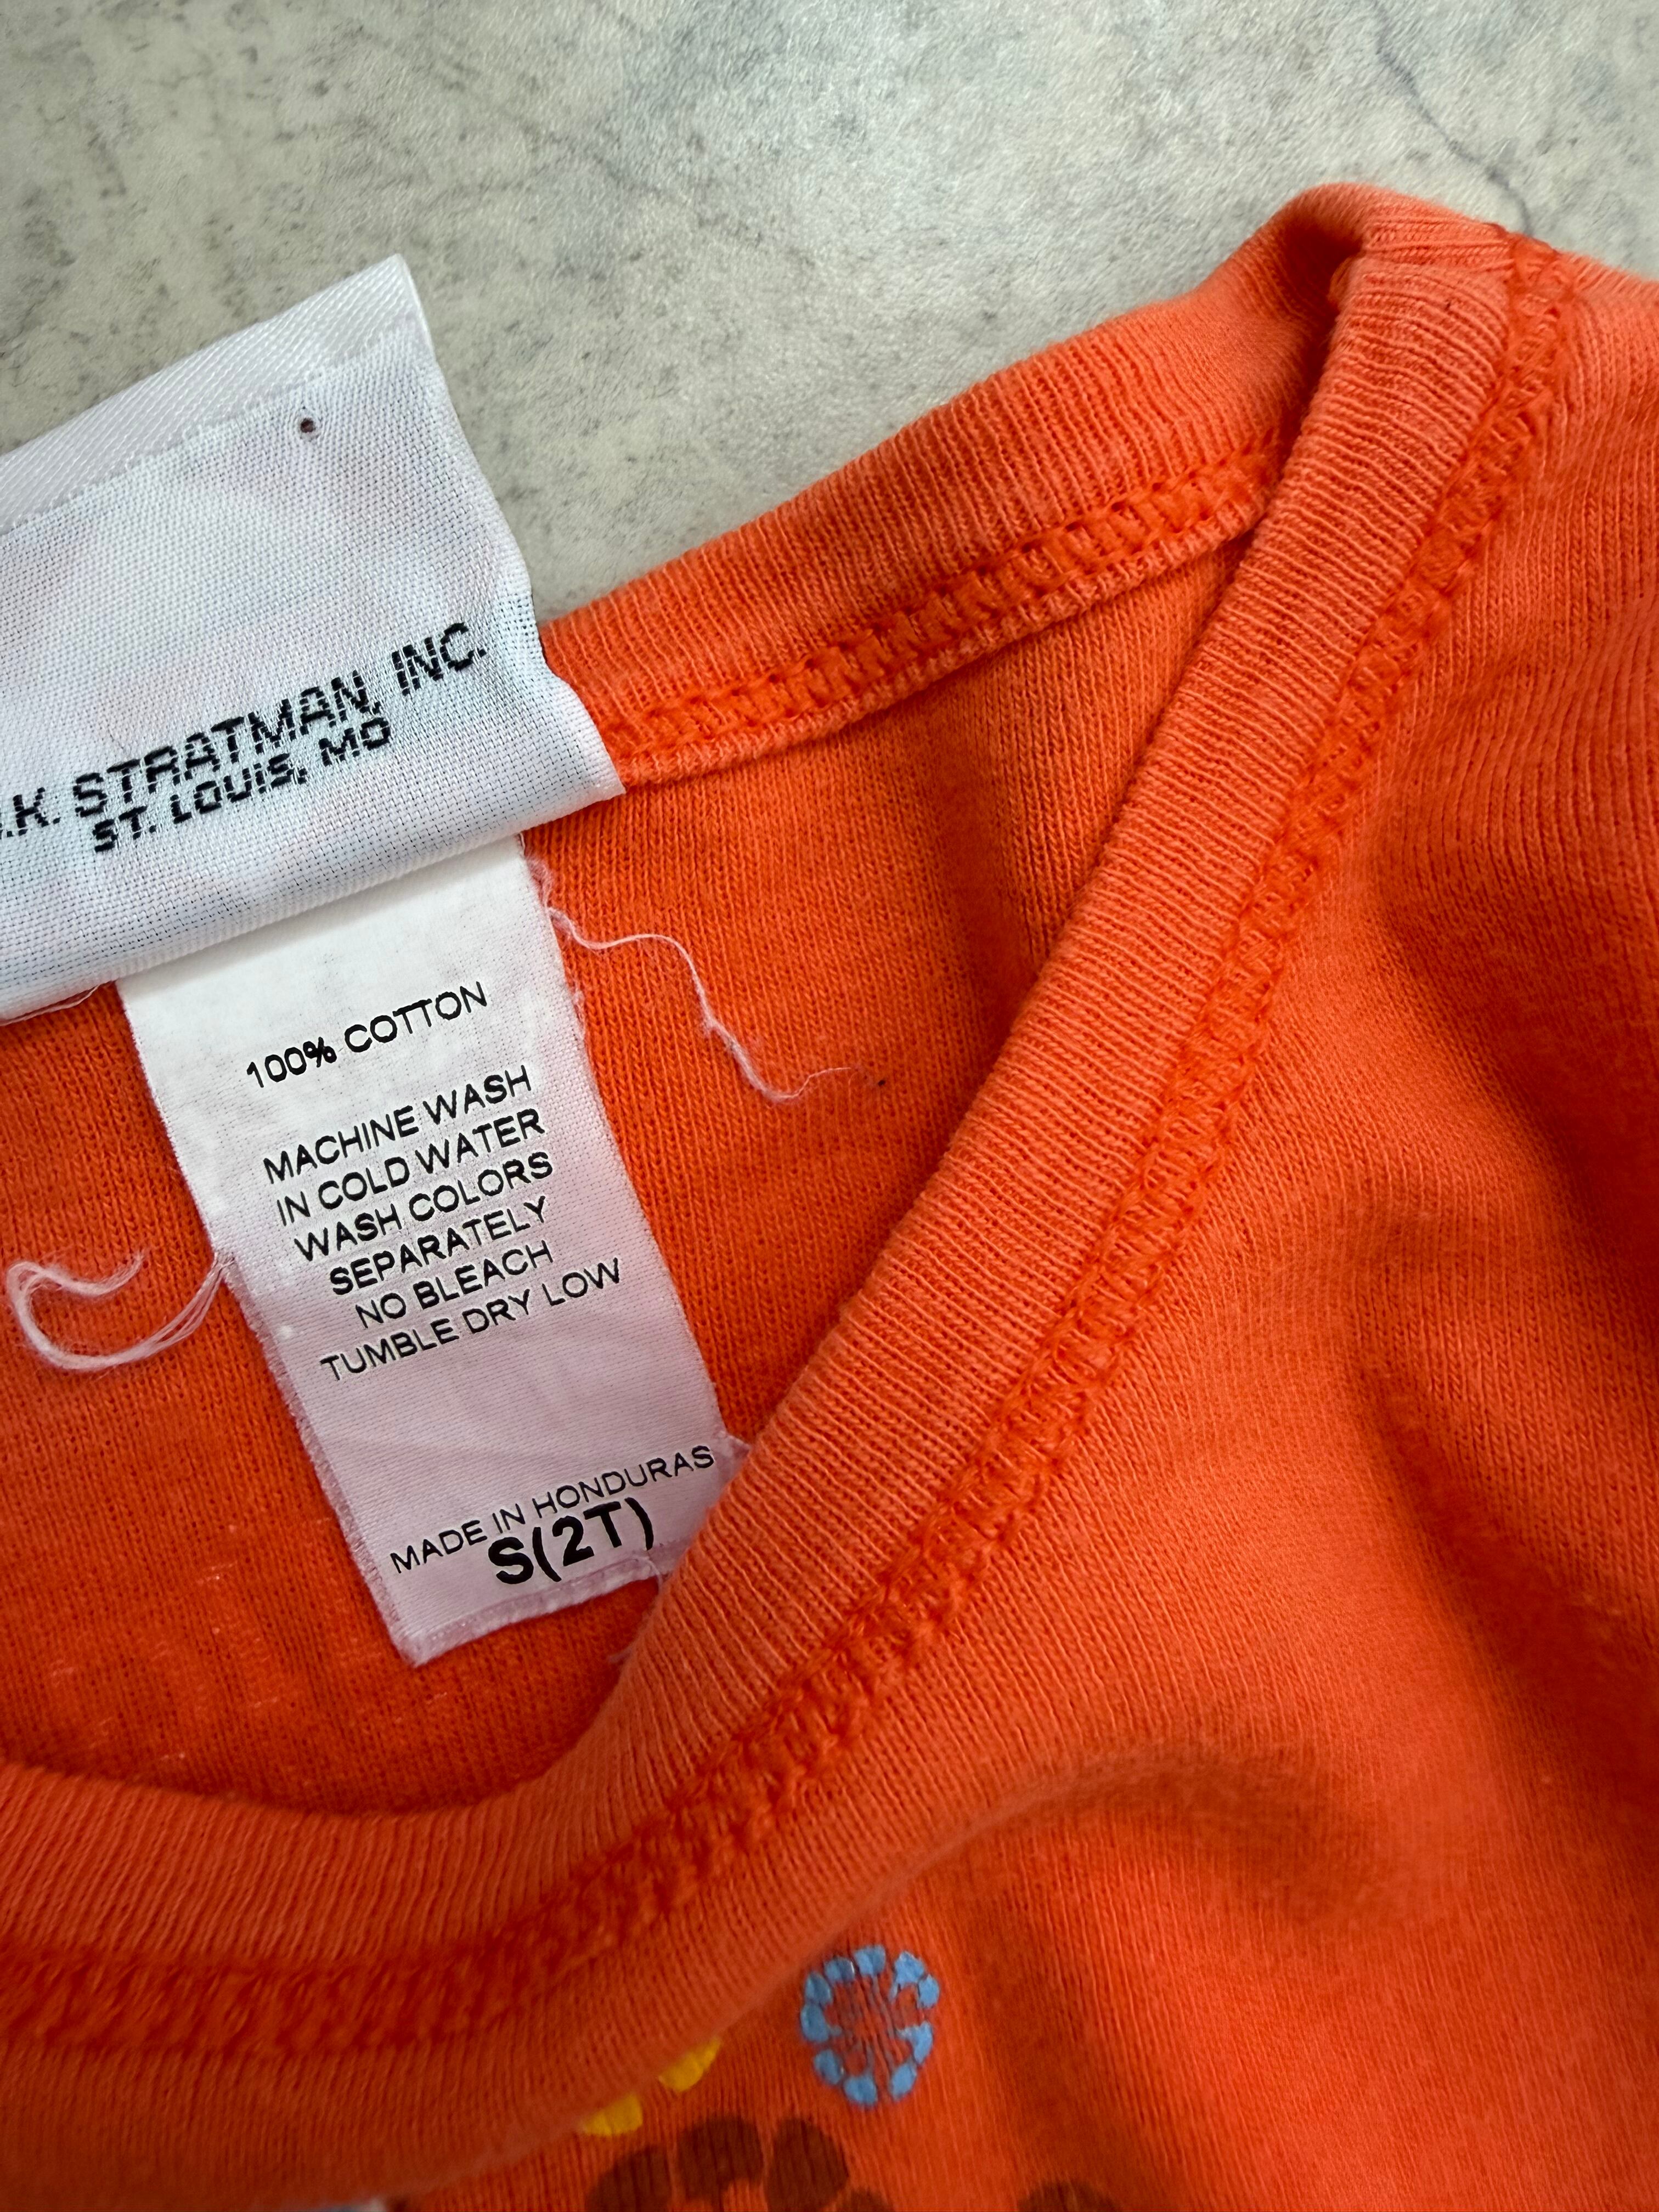 .K. STRATMAN, INC.
ST. LOUIS, MO
100% COTTON
MACHINE WASH
IN COLD WATER
WASH COLORS
SEPARATELY
NO BLEACH
TUMBLE DRY LOW
MADE IN HONDURAS
S(2T)